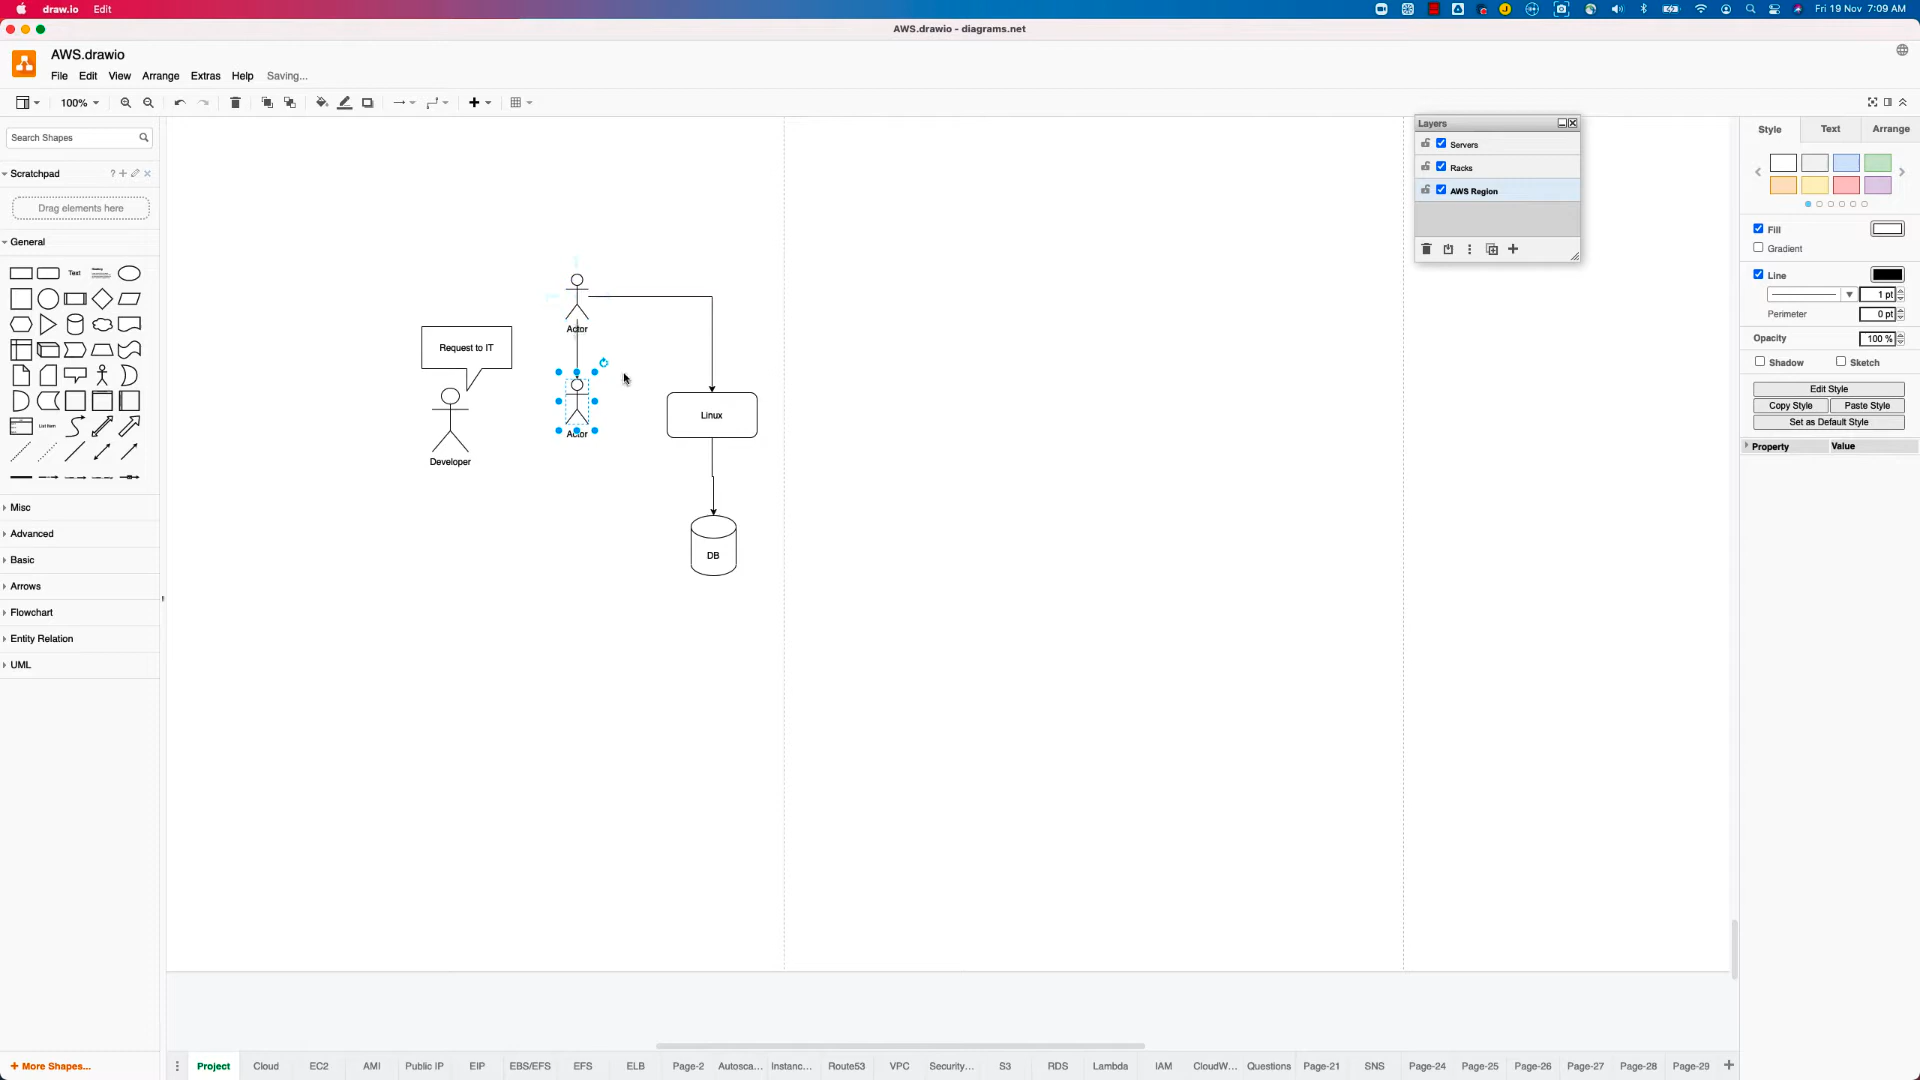 draw.io Edit Fri 19 Nov 7:09 AM
AWS.drawio - diagrams.net
AWS.drawio
File Edit View Arrange Extras Help Saving...
100%
Search Shapes
Scratchpad
Drag elements here
General
Text
Heading
List Item
Misc
Advanced
Basic
Arrows
Flowchart
Entity Relation
UML
+ More Shapes...
Actor
Request to IT
Actor
Developer
Linux
DB
Layers
Servers
Racks
AWS Region
Style Text Arrange
Fill
Gradient
Line
1 pt
Perimeter 0 pt
Opacity 100 %
Shadow Sketch
Edit Style
Copy Style Paste Style
Set as Default Style
Property Value
Project Cloud EC2 AMI Public IP EIP EBS/EFS EFS ELB Page-2 Autosca... Instanc... Route53 VPC Security... S3 RDS Lambda IAM CloudW... Questions Page-21 SNS Page-24 Page-25 Page-26 Page-27 Page-28 Page-29